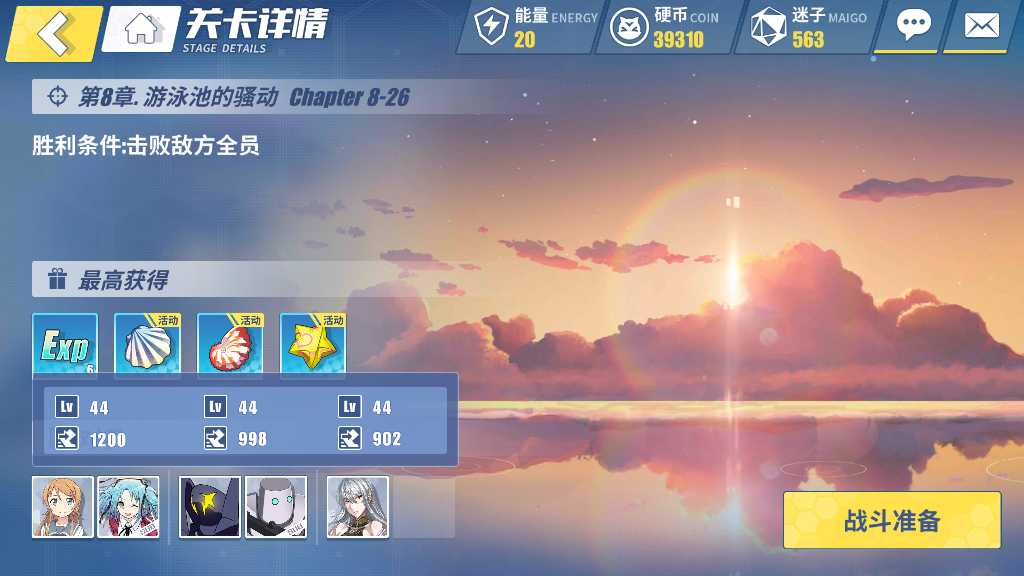 关卡详情
STAGE DETAILS
能量 ENERGY
20
硬币 COIN
39310
迷子 MAIGO
563
第8章. 游泳池的骚动 Chapter 8-26
胜利条件:击败敌方全员
最高获得
Exp
6
活动
活动
活动
Lv 44
Lv 44
Lv 44
1200
998
902
战斗准备